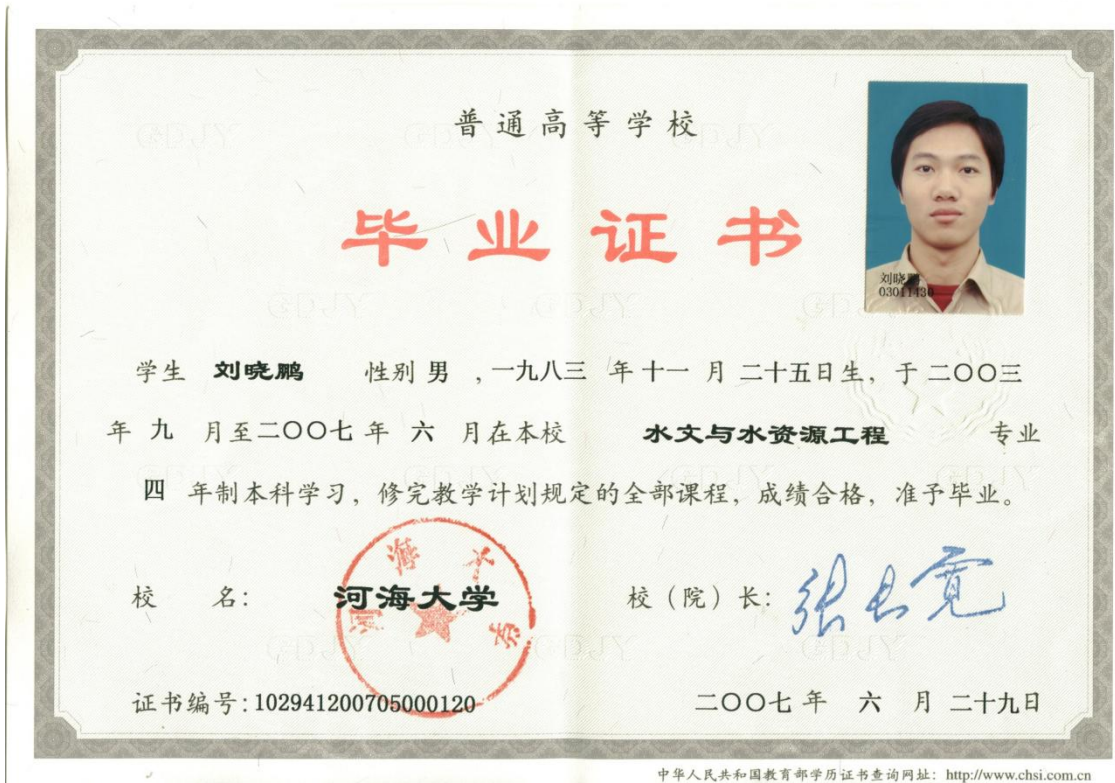 普通高等学校
毕业证书
刘晓鹏
03011430
学生 刘晓鹏 性别 男 ,一九八三 年 十一 月 二十五日生, 于 二〇〇三
年 九 月至二〇〇七 年 六 月在本校 水文与水资源工程 专业
四 年制本科学习, 修完教学计划规定的全部课程, 成绩合格, 准予毕业。
校 名: 河海大学 校(院)长: 张长宽
河海大学
证书编号:102941200705000120 二〇〇七 年 六 月 二十九日
中华人民共和国教育部学历证书查询网址: http://www.chsi.com.cn